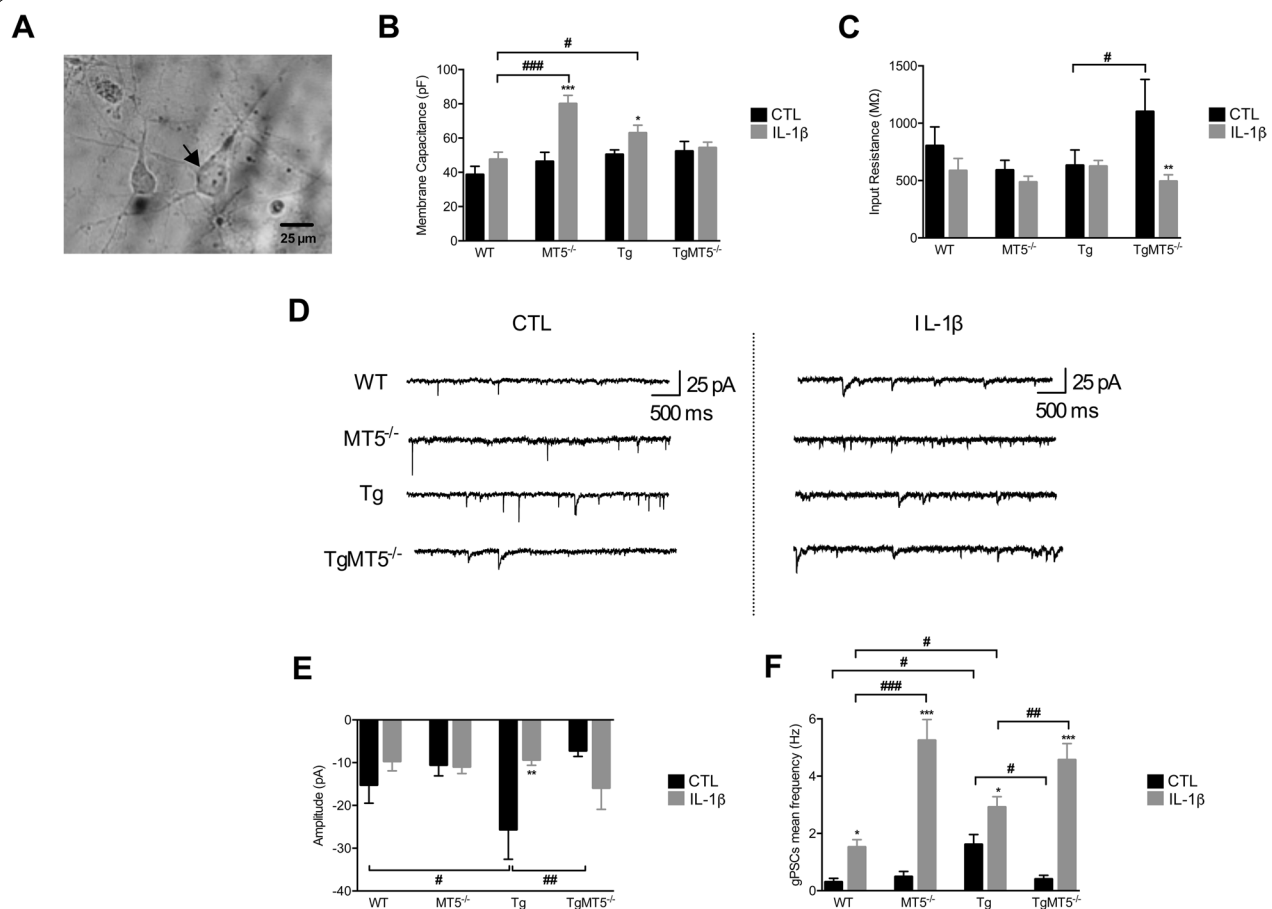 A
25 µm
B
#
###
***
*
Membrane Capacitance (pF)
100
80
60
40
20
0
WT
MT5-/-
Tg
TgMT5-/-
CTL
IL-1β
C
#
**
Input Resistance (MΩ)
1500
1000
500
0
WT
MT5-/-
Tg
TgMT5-/-
CTL
IL-1β
D
CTL
IL-1β
WT
25 pA
500 ms
25 pA
500 ms
MT5-/-
Tg
TgMT5-/-
E
Amplitude (pA)
0
-10
-20
-30
-40
**
#
##
WT
MT5-/-
Tg
TgMT5-/-
CTL
IL-1β
F
#
#
###
##
#
*
***
*
***
gPSCs mean frequency (Hz)
6
4
2
0
WT
MT5-/-
Tg
TgMT5-/-
CTL
IL-1β